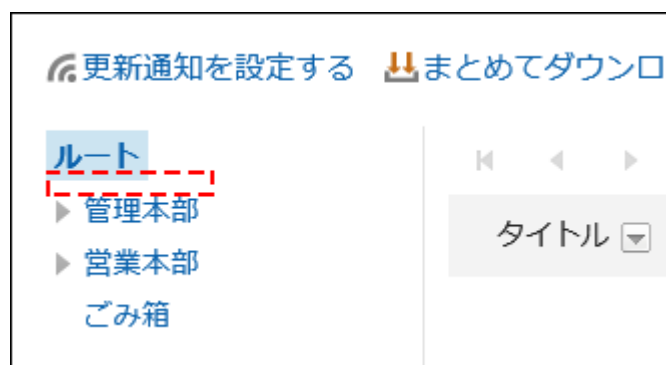 更新通知を設定する まとめてダウンロ
ルート
管理本部
営業本部
ごみ箱
タイトル